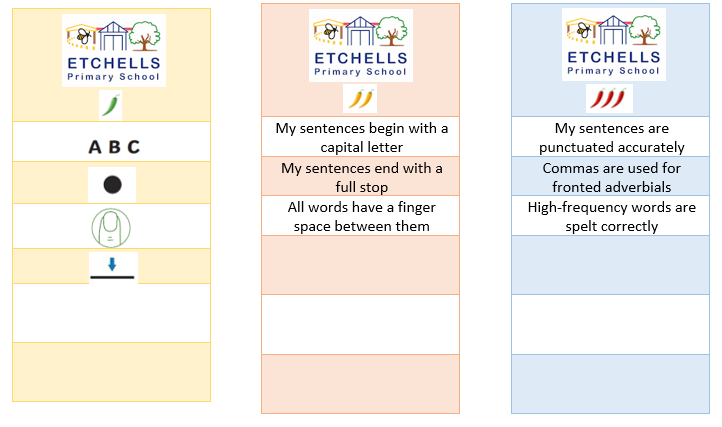 ETCHELLS
Primary School
A B C
ETCHELLS
Primary School
My sentences begin with a
capital letter
My sentences end with a
full stop
All words have a finger
space between them
ETCHELLS
Primary School
My sentences are
punctuated accurately
Commas are used for
fronted adverbials
High-frequency words are
spelt correctly